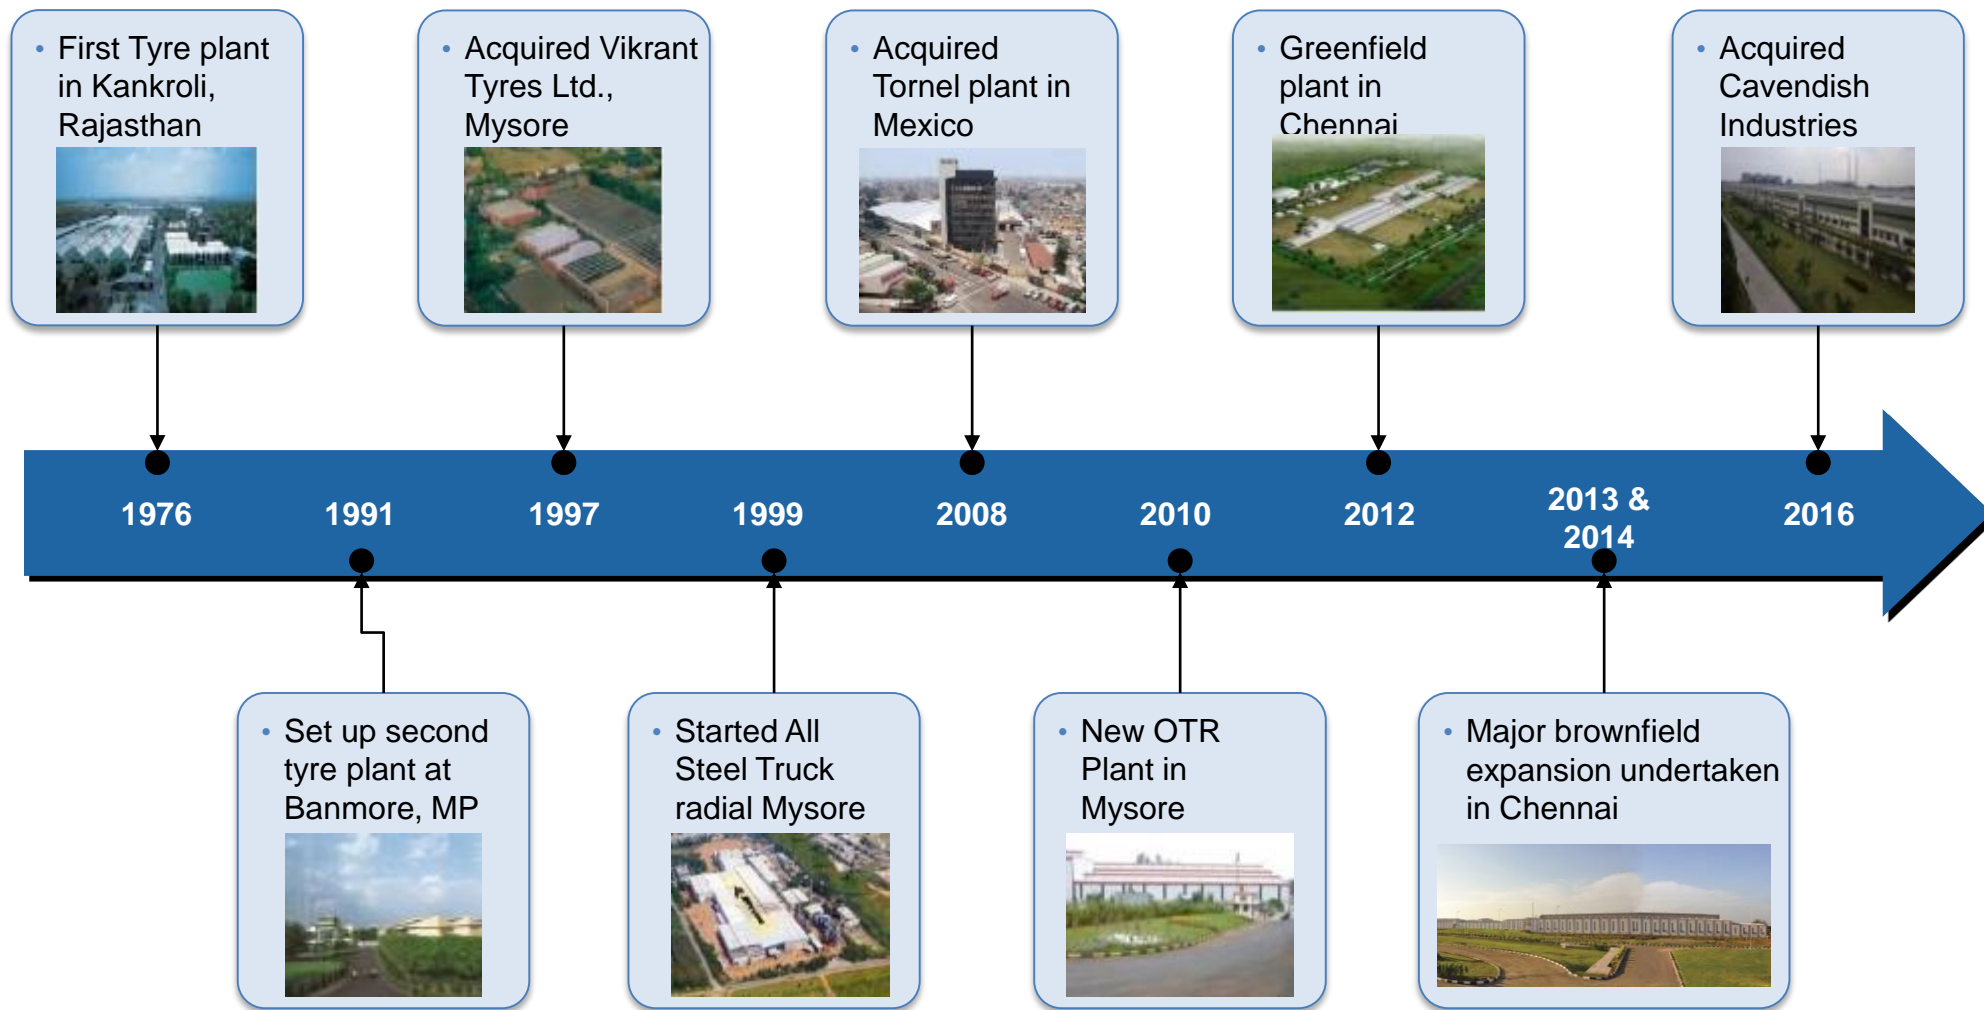 • First Tyre plant
in Kankroli,
Rajasthan
• Acquired Vikrant
Tyres Ltd.,
Mysore
• Acquired
Tornel plant in
Mexico
• Greenfield
plant in
Chennai
• Acquired
Cavendish
Industries
1976
1991
1997
1999
2008
2010
2012
2013 &
2014
2016
• Set up second
tyre plant at
Banmore, MP
• Started All
Steel Truck
radial Mysore
• New OTR
Plant in
Mysore
• Major brownfield
expansion undertaken
in Chennai